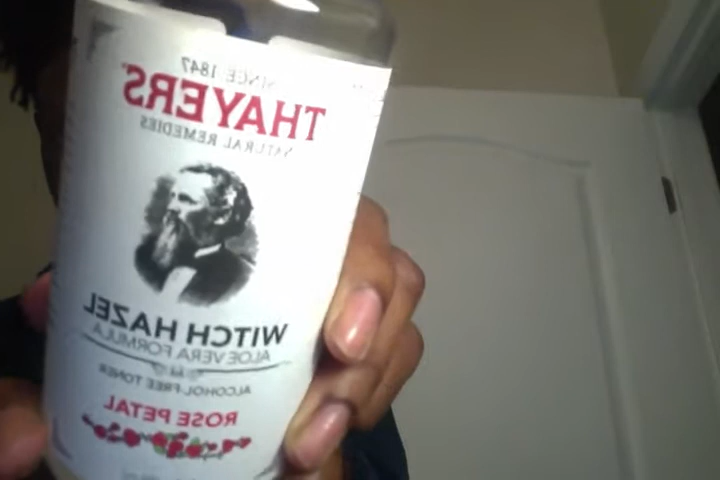 SINCE 1847
THAYERS®
NATURAL REMEDIES
WITCH HAZEL
ALOE VERA FORMULA
ALCOHOL-FREE TONER
ROSE PETAL